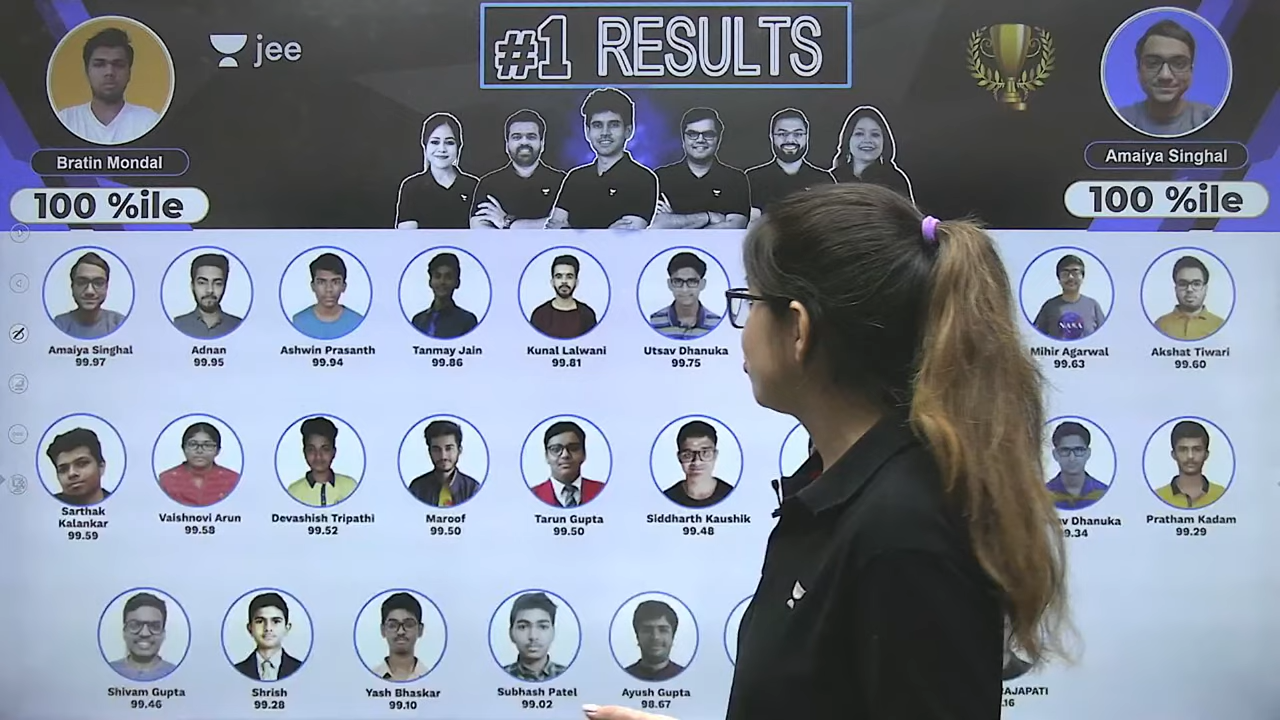 jee
#1 RESULTS
Bratin Mondal
100 %ile
Amaiya Singhal
100 %ile
Amaiya Singhal
99.97
Adnan
99.95
Ashwin Prasanth
99.94
Tanmay Jain
99.86
Kunal Lalwani
99.81
Utsav Dhanuka
99.75
Mihir Agarwal
99.63
Akshat Tiwari
99.60
NASA
Sarthak
Kalankar
99.59
Vaishnovi Arun
99.58
Devashish Tripathi
99.52
Maroof
99.50
Tarun Gupta
99.50
Siddharth Kaushik
99.48
Dhanuka
9.34
Pratham Kadam
99.29
Shivam Gupta
99.46
Shrish
99.28
Yash Bhaskar
99.10
Subhash Patel
99.02
Ayush Gupta
98.67
RAJAPATI
.16